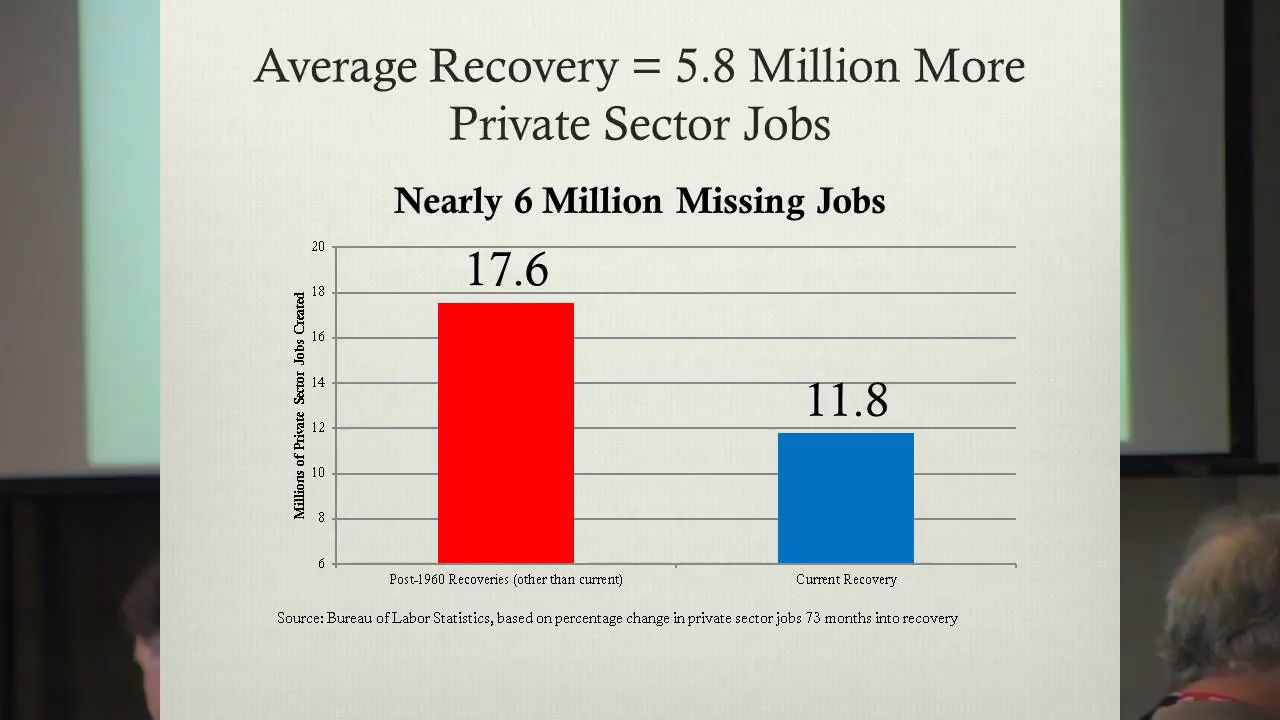 Average Recovery = 5.8 Million More
Private Sector Jobs
Nearly 6 Million Missing Jobs
Millions of Private Sector Jobs Created
20
18
16
14
12
10
8
6
17.6
11.8
Post-1960 Recoveries (other than current)
Current Recovery
Source: Bureau of Labor Statistics, based on percentage change in private sector jobs 73 months into recovery